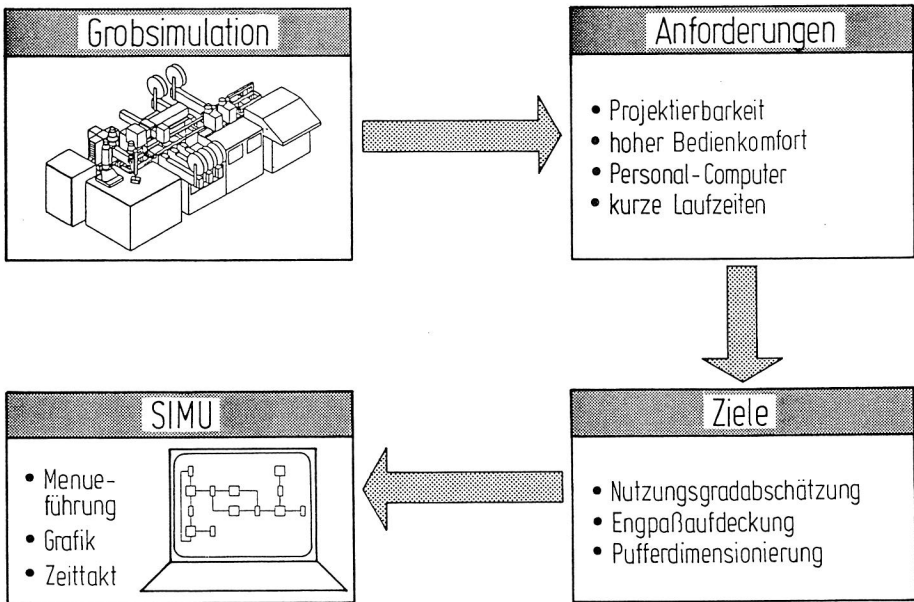 Grobsimulation
Anforderungen
• Projektierbarkeit
• hoher Bedienkomfort
• Personal-Computer
• kurze Laufzeiten
Ziele
• Nutzungsgradabschätzung
• Engpaßaufdeckung
• Pufferdimensionierung
SIMU
• Menue-
führung
• Grafik
• Zeittakt